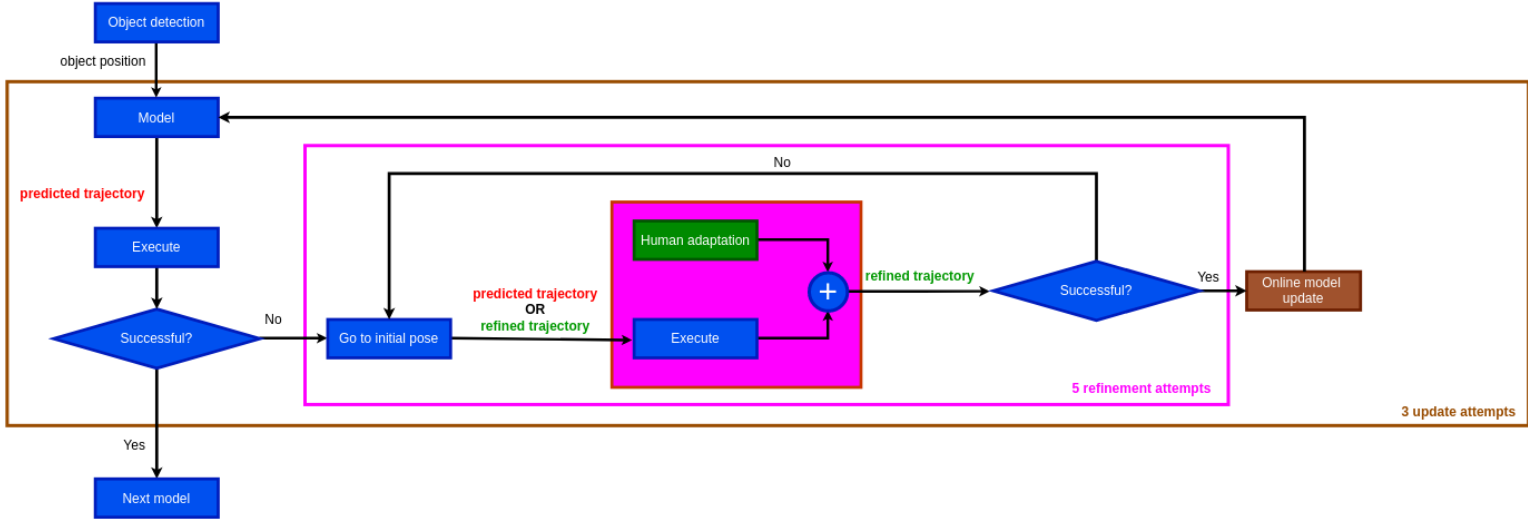 Object detection
object position
Model
predicted trajectory
Execute
Successful?
No
Yes
Next model
Go to initial pose
predicted trajectory
OR
refined trajectory
Human adaptation
Execute
+
refined trajectory
No
Successful?
Yes
Online model
update
5 refinement attempts
3 update attempts